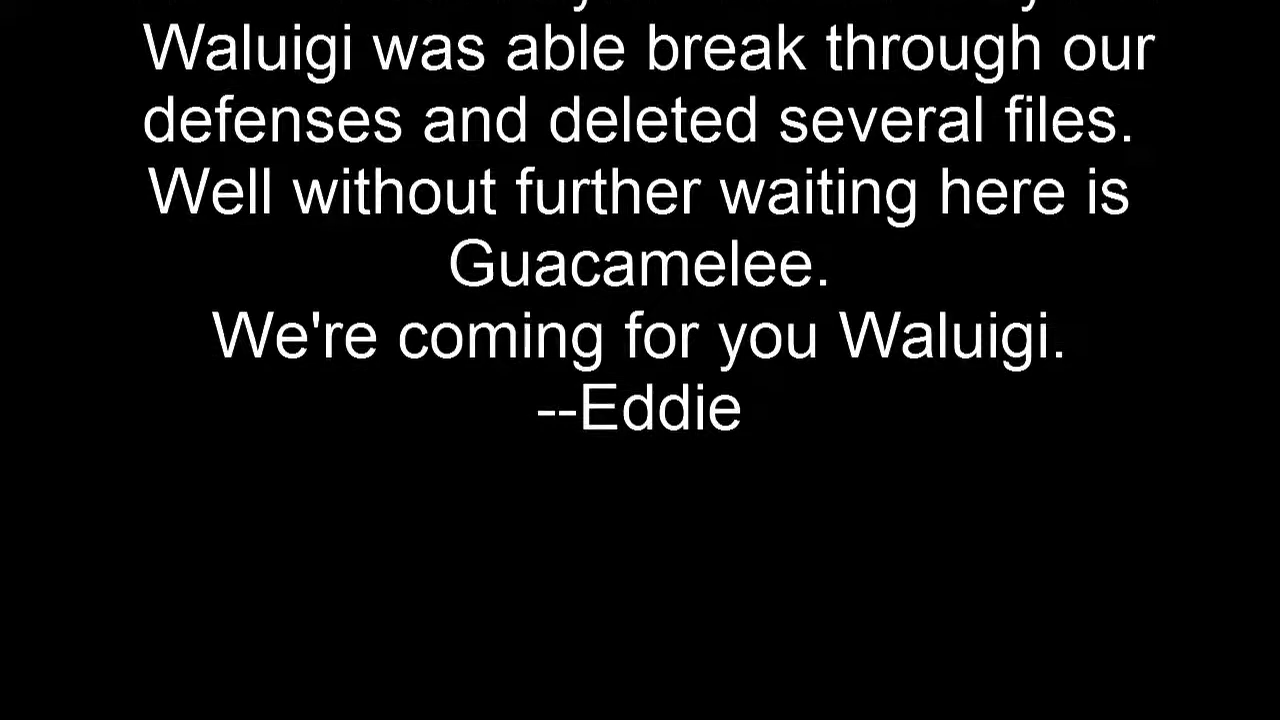 Waluigi was able break through our
defenses and deleted several files.
Well without further waiting here is
Guacamelee.
We're coming for you Waluigi.
--Eddie